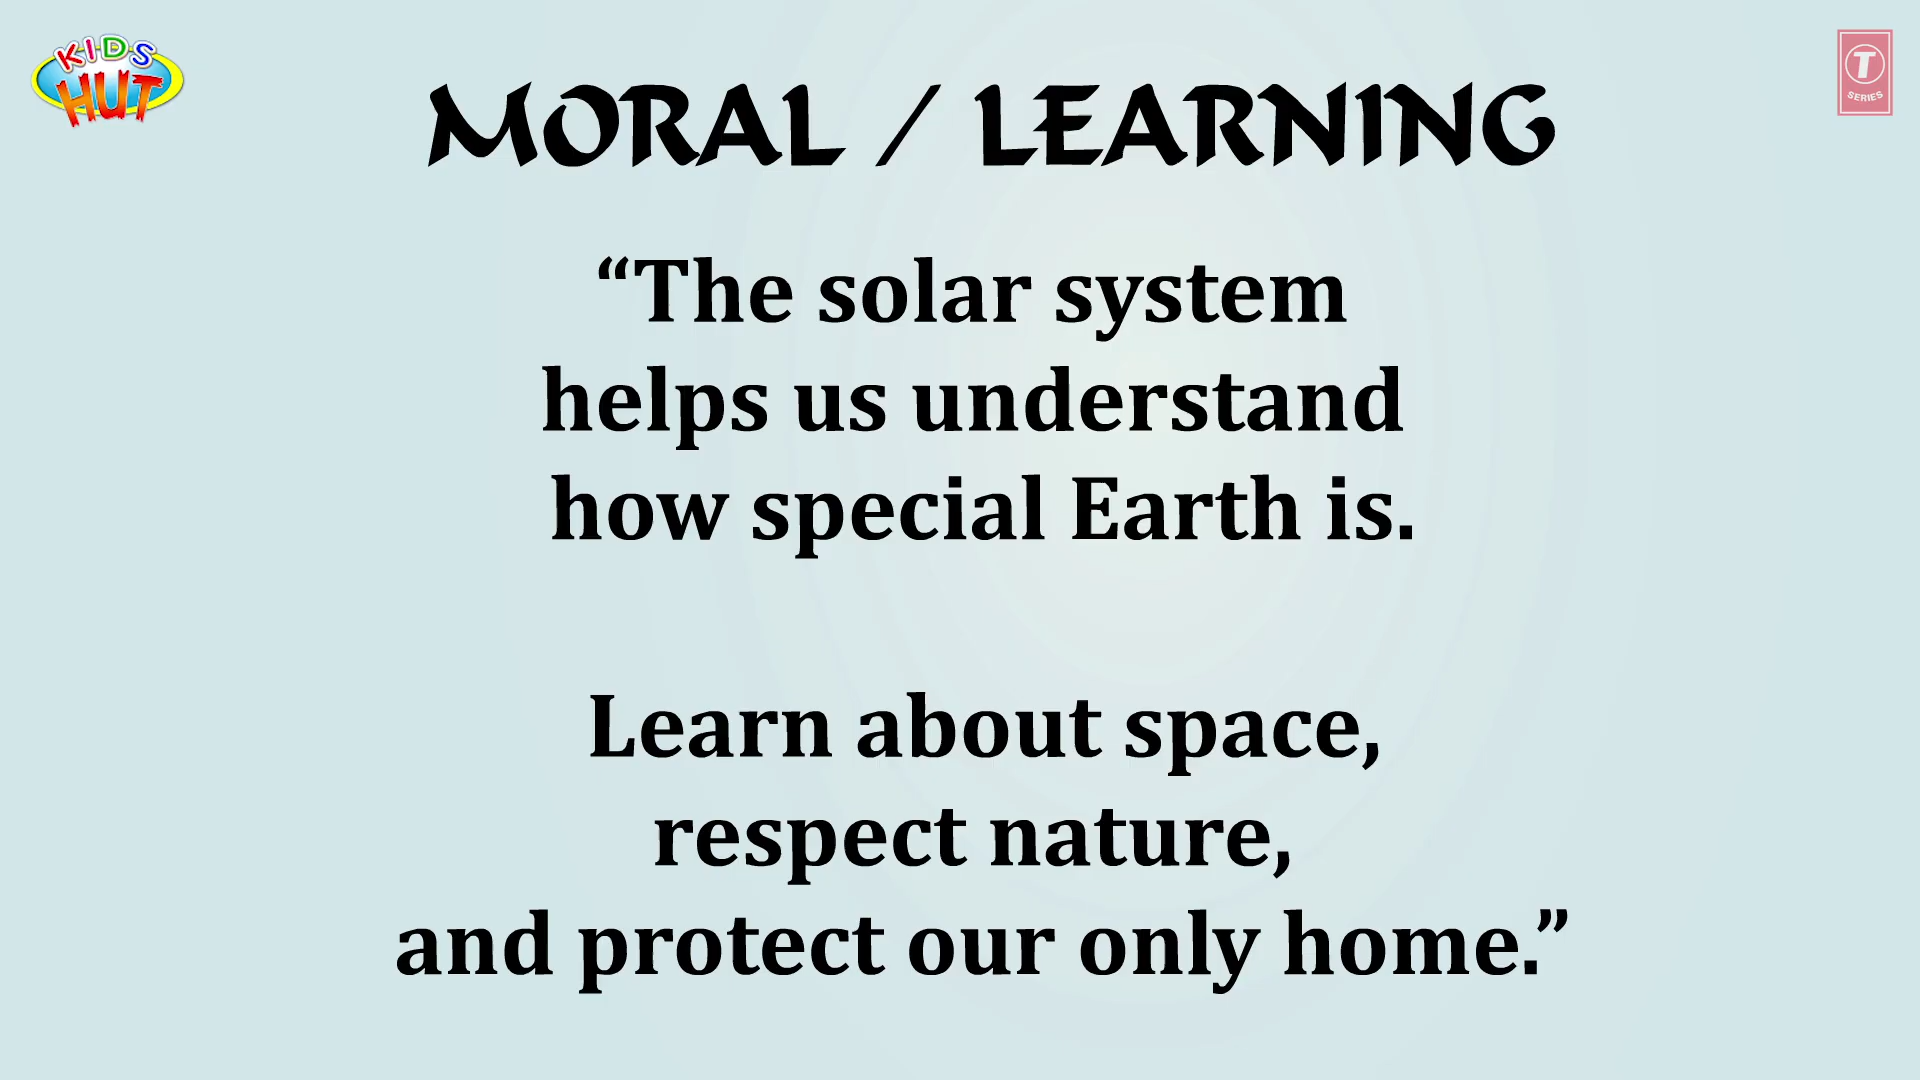 KIDS
HUT
T
SERIES
MORAL / LEARNING
“The solar system
helps us understand
how special Earth is.
Learn about space,
respect nature,
and protect our only home.”